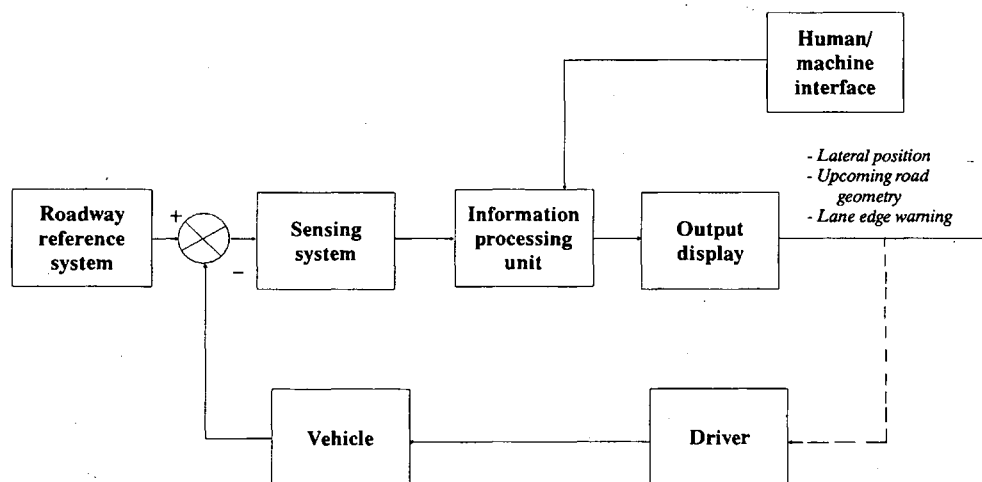 Human/
machine
interface
- Lateral position
- Upcoming road
geometry
- Lane edge warning
Roadway
reference
system
+
−
Sensing
system
Information
processing
unit
Output
display
Vehicle
Driver